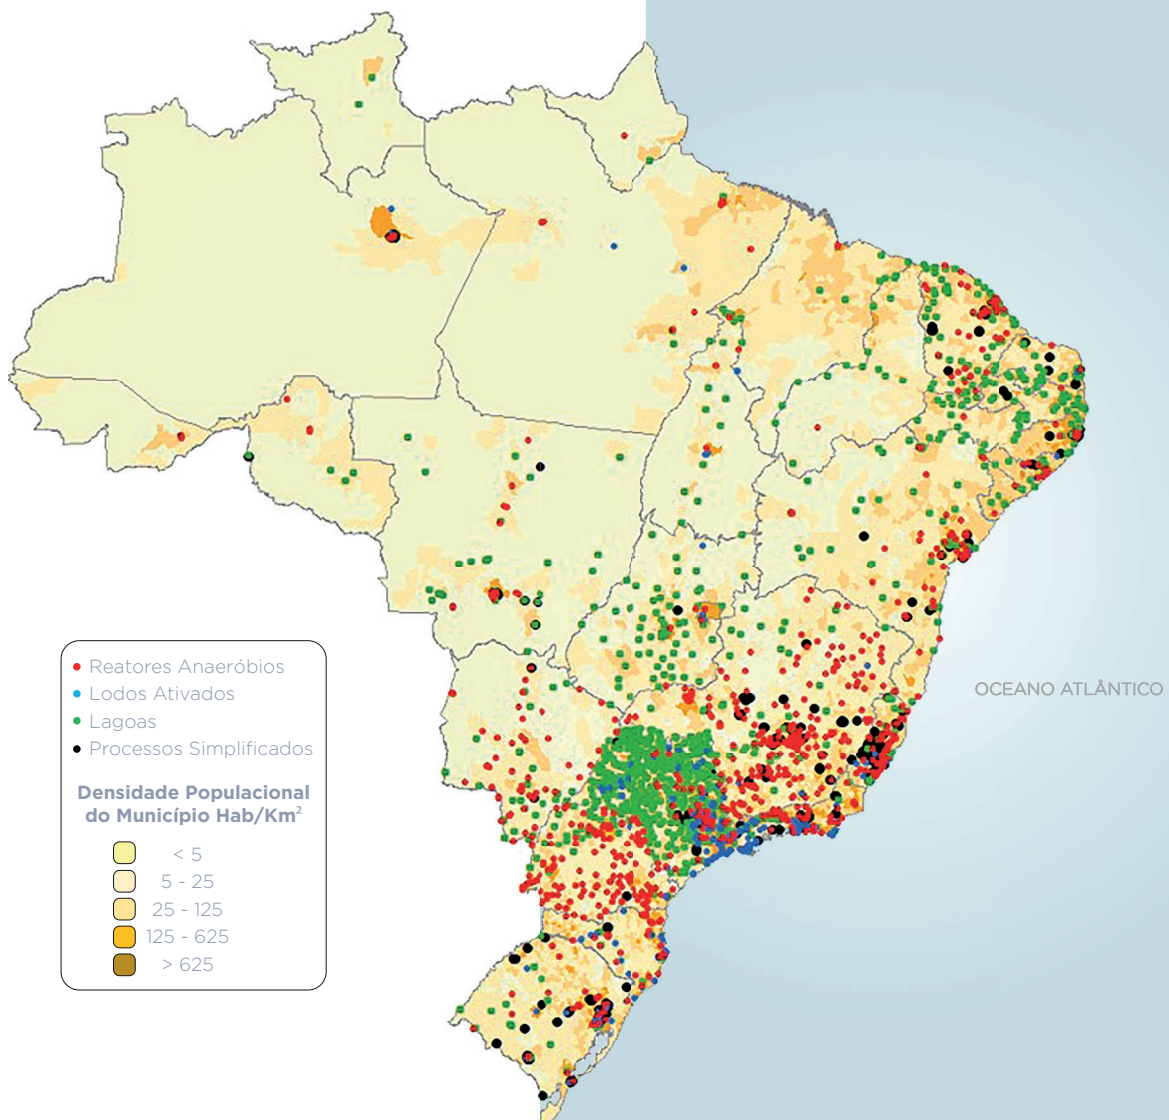 OCEANO ATLÂNTICO
Reatores Anaeróbios
Lodos Ativados
Lagoas
Processos Simplificados
Densidade Populacional
do Município Hab/Km²
< 5
5 - 25
25 - 125
125 - 625
> 625